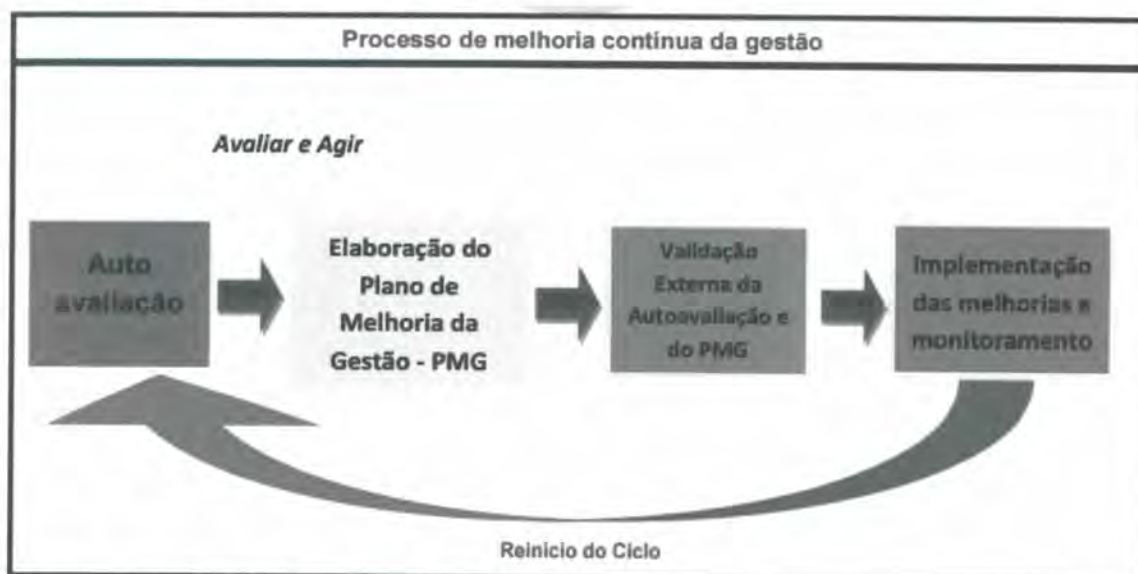 Processo de melhoria continua da gestão
Avaliar e Agir
Auto
avaliação
Elaboração do
Plano de
Melhoria da
Gestão - PMG
Validação
Externa da
Autoavaliação e
do PMG
Implementação
das melhorias e
monitoramento
Reinicio do Ciclo